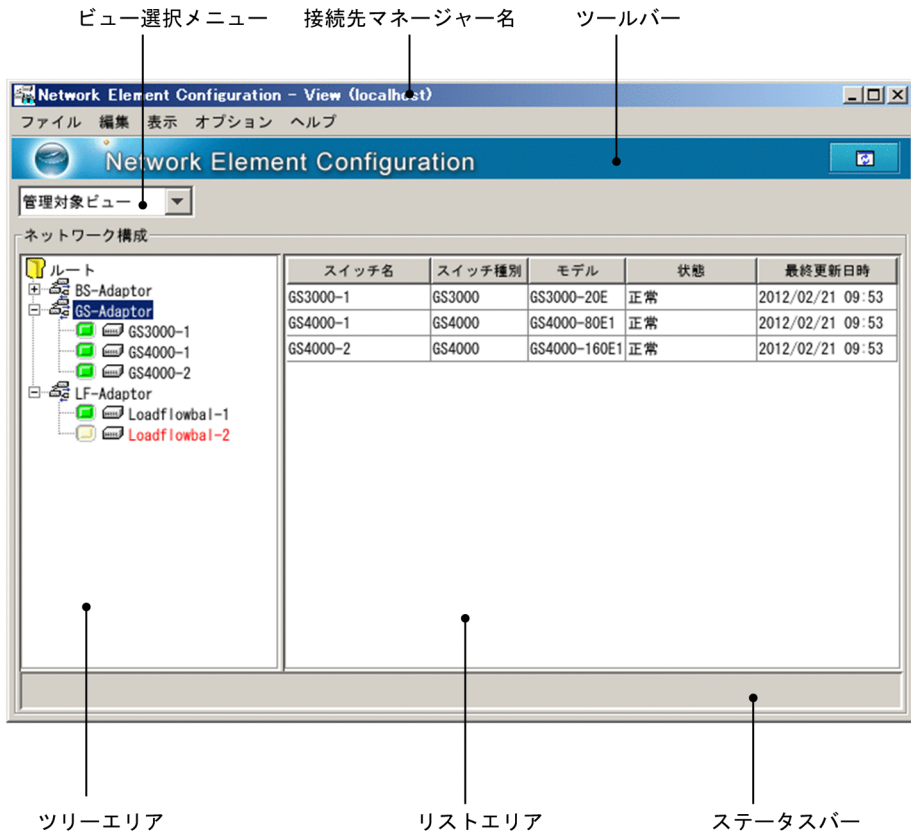 ビュー選択メニュー 接続先マネージャー名 ツールバー
Network Element Configuration - View (localhost)
ファイル 編集 表示 オプション ヘルプ
Network Element Configuration
管理対象ビュー
ネットワーク構成
ルート
BS-Adaptor
GS-Adaptor
GS3000-1
GS4000-1
GS4000-2
LF-Adaptor
Loadflowbal-1
Loadflowbal-2
スイッチ名 スイッチ種別 モデル 状態 最終更新日時
GS3000-1 GS3000 GS3000-20E 正常 2012/02/21 09:53
GS4000-1 GS4000 GS4000-80E1 正常 2012/02/21 09:53
GS4000-2 GS4000 GS4000-160E1 正常 2012/02/21 09:53
ツリーエリア リストエリア ステータスバー